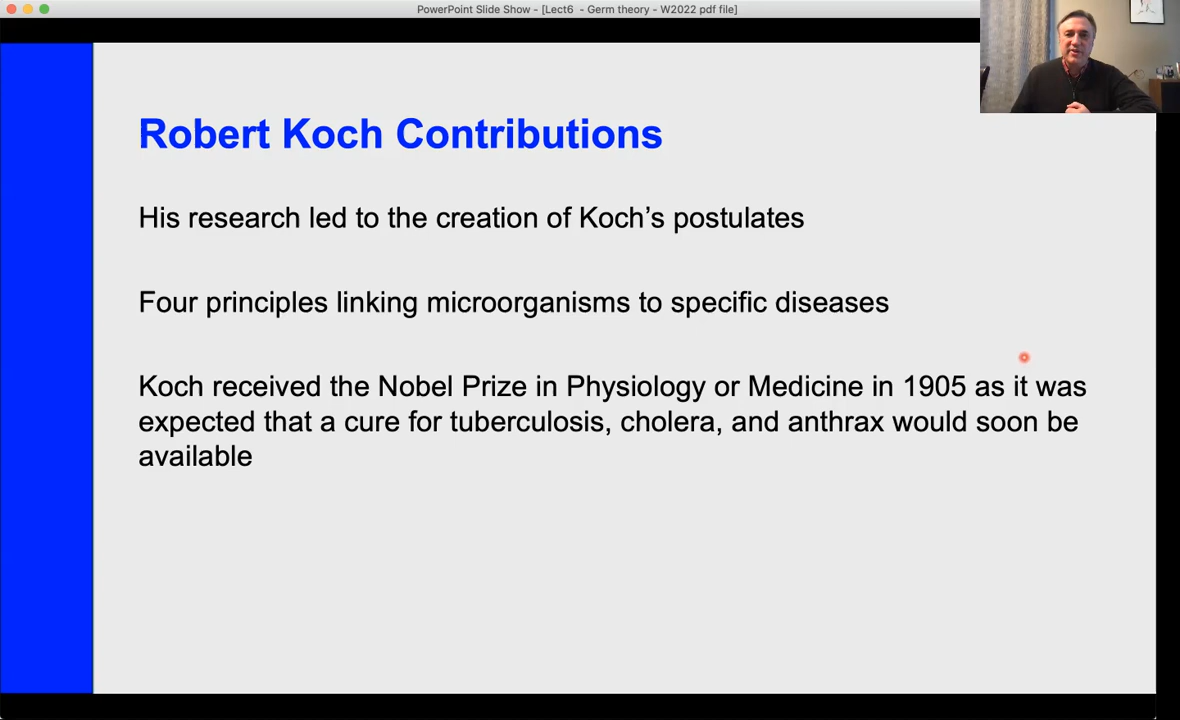 PowerPoint Slide Show - [Lect6  - Germ theory - W2022 pdf file]
Robert Koch Contributions
His research led to the creation of Koch’s postulates
Four principles linking microorganisms to specific diseases
Koch received the Nobel Prize in Physiology or Medicine in 1905 as it was
expected that a cure for tuberculosis, cholera, and anthrax would soon be
available